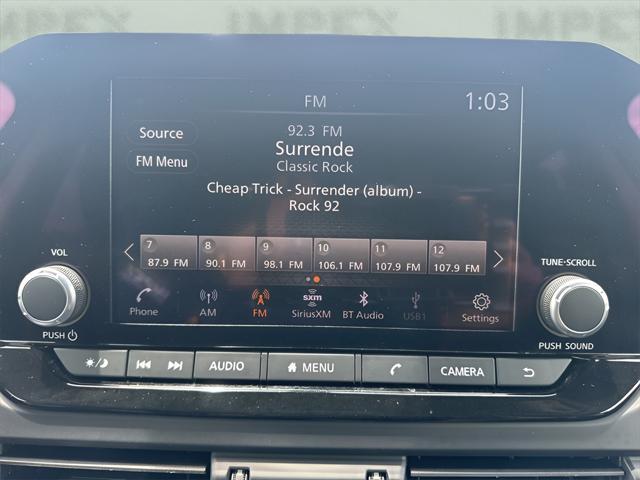 IMPEX IMPEX IMPEX
FM 1:03
Source
92.3 FM
FM Menu
Surrende
Classic Rock
Cheap Trick - Surrender (album) -
Rock 92
7 8 9 10 11 12
87.9 FM 90.1 FM 98.1 FM 106.1 FM 107.9 FM 107.9 FM
VOL
TUNE•SCROLL
sxm
Phone AM FM SiriusXM BT Audio USB1 Settings
PUSH
PUSH SOUND
AUDIO MENU CAMERA